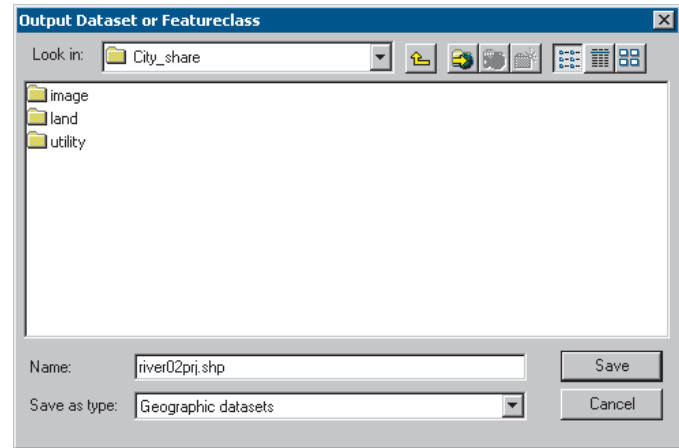 Output Dataset or Featureclass
Look in: City_share
image
land
utility
Name: river02prj.shp Save
Save as type: Geographic datasets Cancel